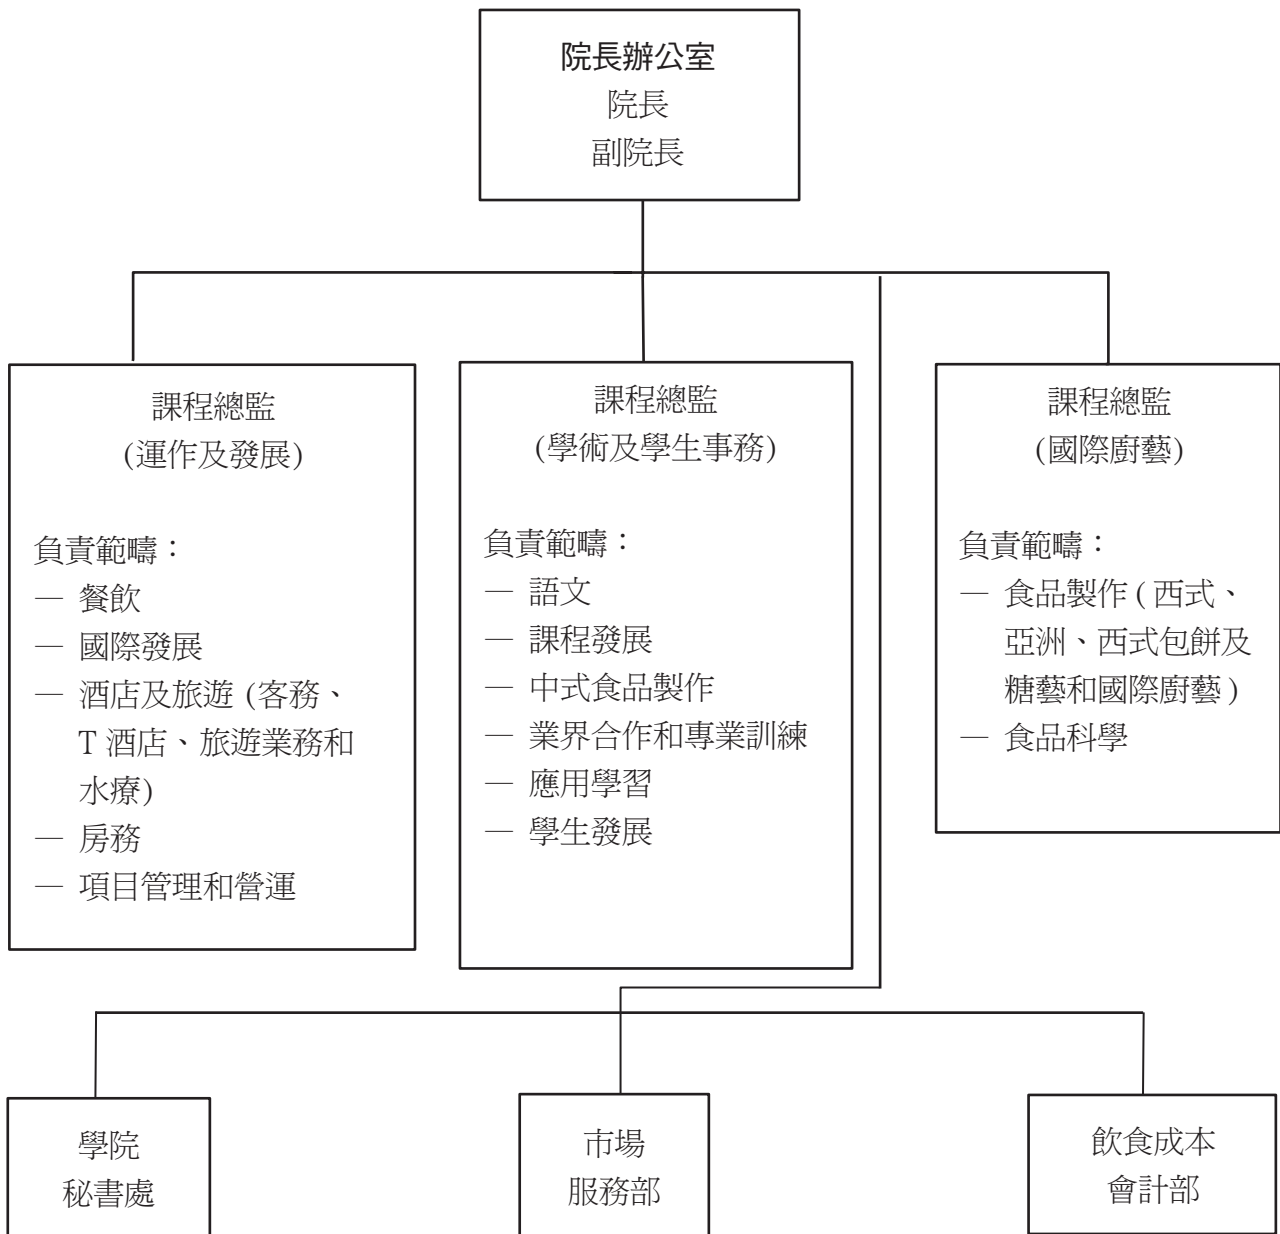 院長辦公室
院長
副院長
課程總監
(運作及發展)
負責範疇：
— 餐飲
— 國際發展
— 酒店及旅遊 (客務、
T 酒店、旅遊業務和
水療)
— 房務
— 項目管理和營運
課程總監
(學術及學生事務)
負責範疇：
— 語文
— 課程發展
— 中式食品製作
— 業界合作和專業訓練
— 應用學習
— 學生發展
課程總監
(國際廚藝)
負責範疇：
— 食品製作 ( 西式、
亞洲、西式包餅及
糖藝和國際廚藝 )
— 食品科學
學院
秘書處
市場
服務部
飲食成本
會計部